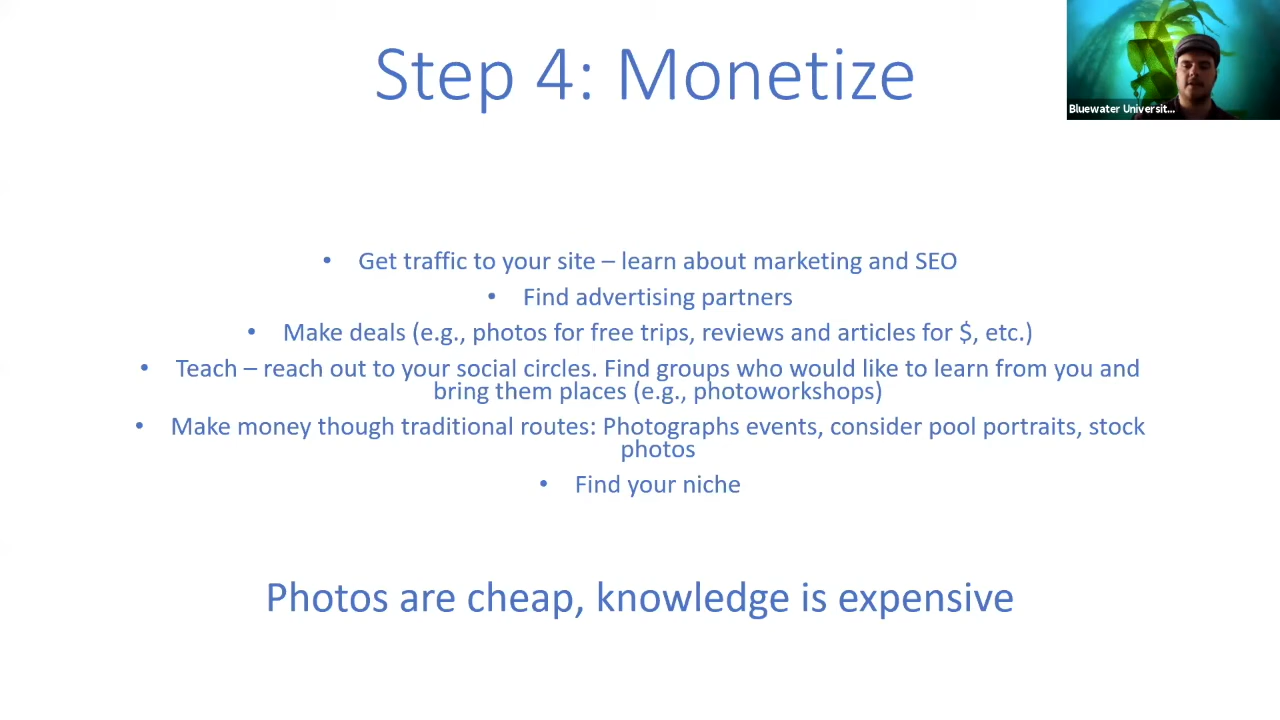 Step 4: Monetize
Bluewater Universit...
• Get traffic to your site – learn about marketing and SEO
• Find advertising partners
• Make deals (e.g., photos for free trips, reviews and articles for $, etc.)
• Teach – reach out to your social circles. Find groups who would like to learn from you and
bring them places (e.g., photoworkshops)
• Make money though traditional routes: Photographs events, consider pool portraits, stock
photos
• Find your niche
Photos are cheap, knowledge is expensive